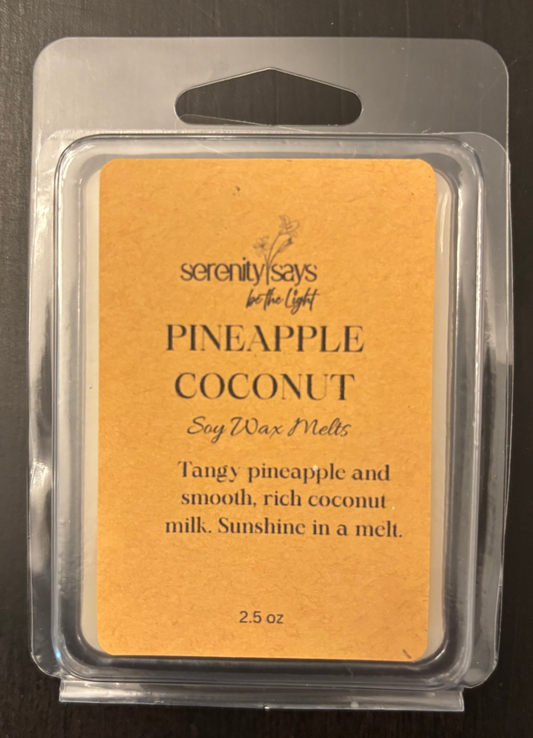 serenity says
be the Light
PINEAPPLE
COCONUT
Soy Wax Melts
Tangy pineapple and
smooth, rich coconut
milk. Sunshine in a melt.
2.5 oz